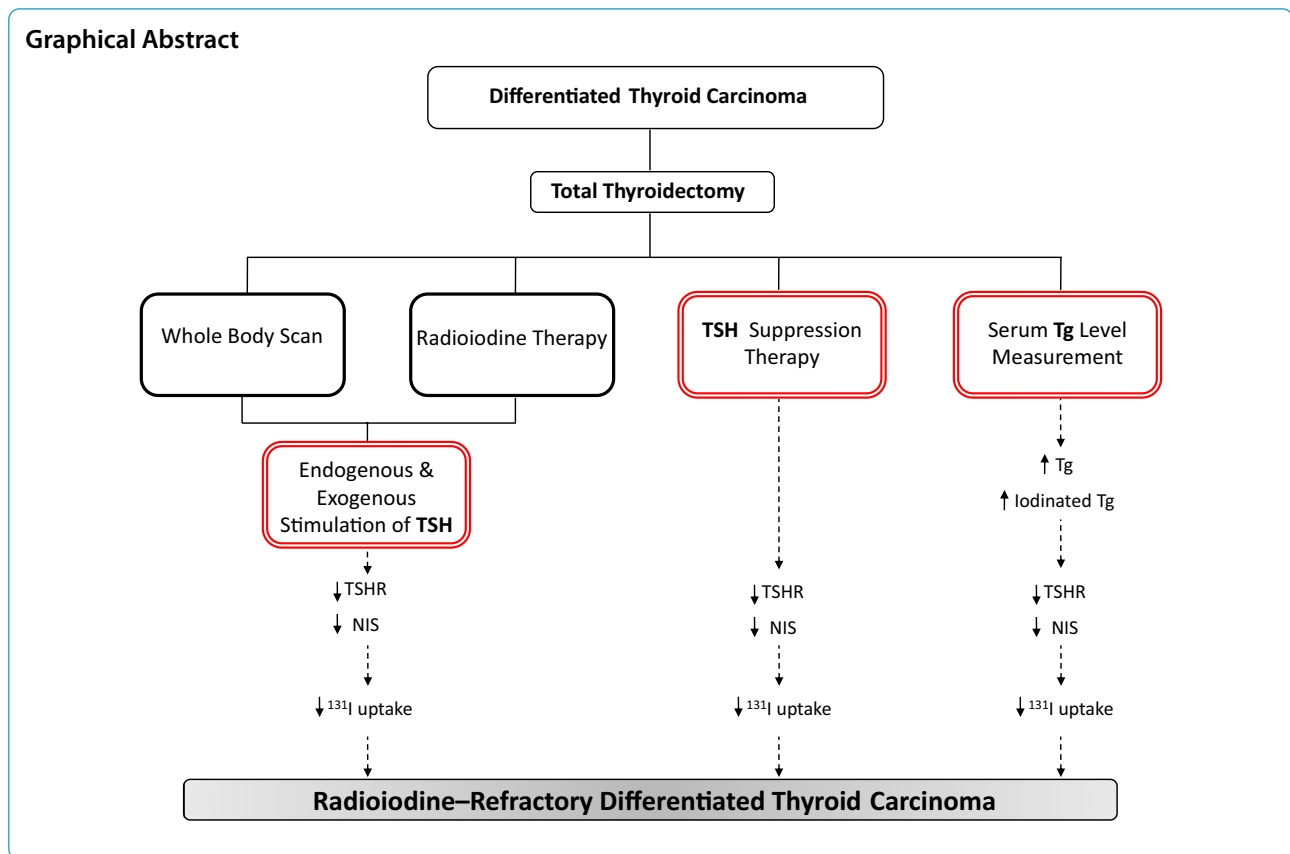 Graphical Abstract
Differentiated Thyroid Carcinoma
Total Thyroidectomy
Whole Body Scan
Radioiodine Therapy
TSH Suppression
Therapy
Serum Tg Level
Measurement
Endogenous &
Exogenous
Stimulation of TSH
↑ Tg
↑ Iodinated Tg
↓TSHR
↓ NIS
↓TSHR
↓ NIS
↓TSHR
↓ NIS
↓ ¹³¹I uptake
↓ ¹³¹I uptake
↓ ¹³¹I uptake
Radioiodine–Refractory Differentiated Thyroid Carcinoma